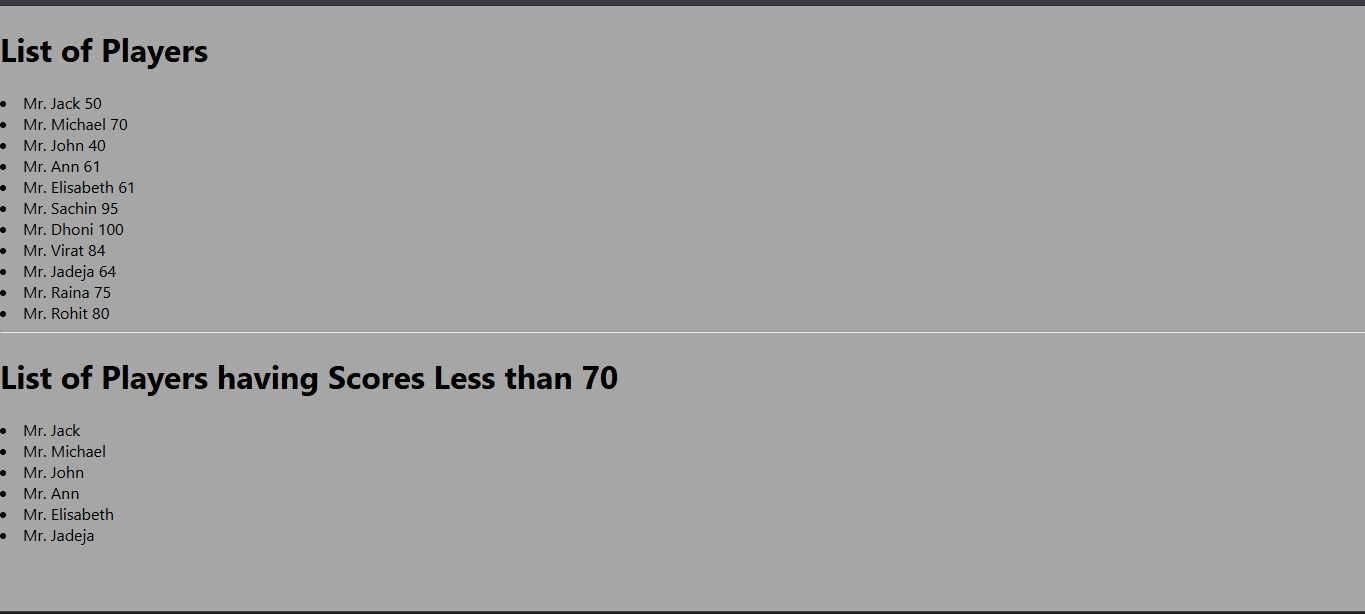 List of Players
Mr. Jack 50
Mr. Michael 70
Mr. John 40
Mr. Ann 61
Mr. Elisabeth 61
Mr. Sachin 95
Mr. Dhoni 100
Mr. Virat 84
Mr. Jadeja 64
Mr. Raina 75
Mr. Rohit 80
List of Players having Scores Less than 70
Mr. Jack
Mr. Michael
Mr. John
Mr. Ann
Mr. Elisabeth
Mr. Jadeja